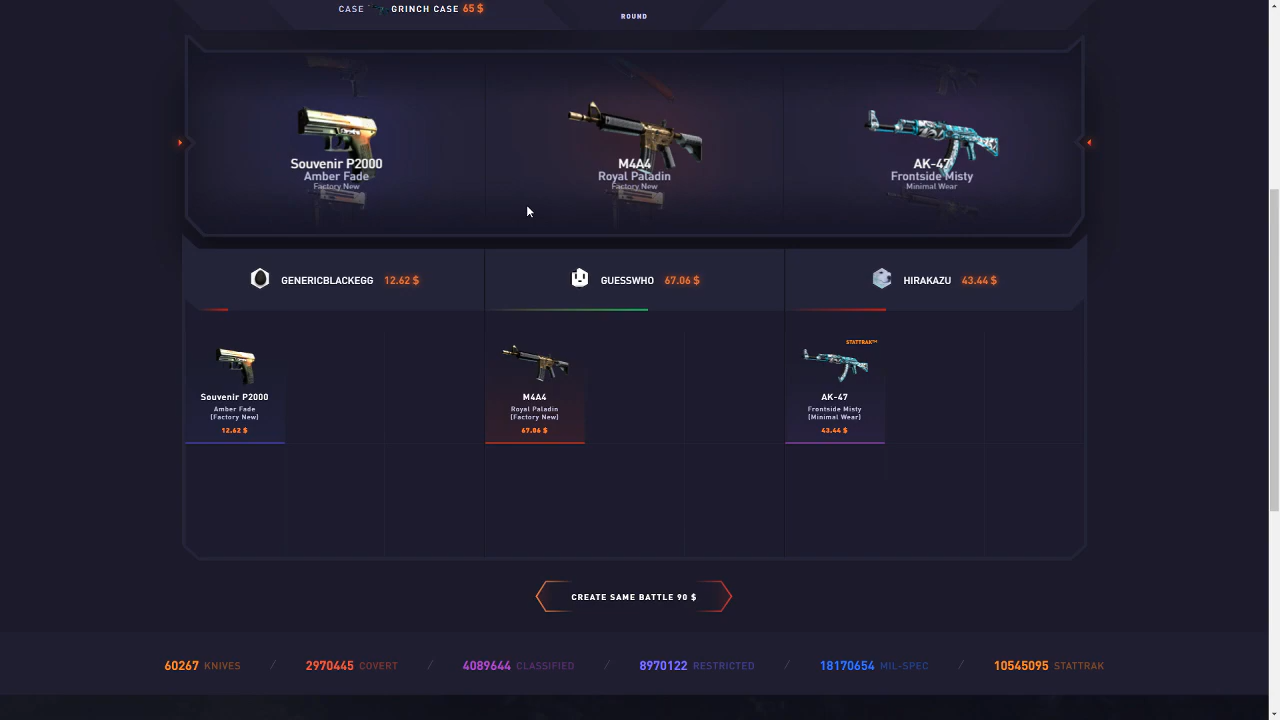 CASE GRINCH CASE 65 $
ROUND
Souvenir P2000
Amber Fade
Factory New
M4A4
Royal Paladin
Factory New
AK-47
Frontside Misty
Minimal Wear
GENERICBLACKEGG 12.62 $
GUESSWHO 67.06 $
HIRAKAZU 43.44 $
Souvenir P2000
Amber Fade
[Factory New]
12.62 $
M4A4
Royal Paladin
[Factory New]
67.06 $
STATTRAK™
AK-47
Frontside Misty
[Minimal Wear]
43.44 $
CREATE SAME BATTLE 90 $
60267 KNIVES / 2970445 COVERT / 4089644 CLASSIFIED / 8970122 RESTRICTED / 18170654 MIL-SPEC / 10545095 STATTRAK